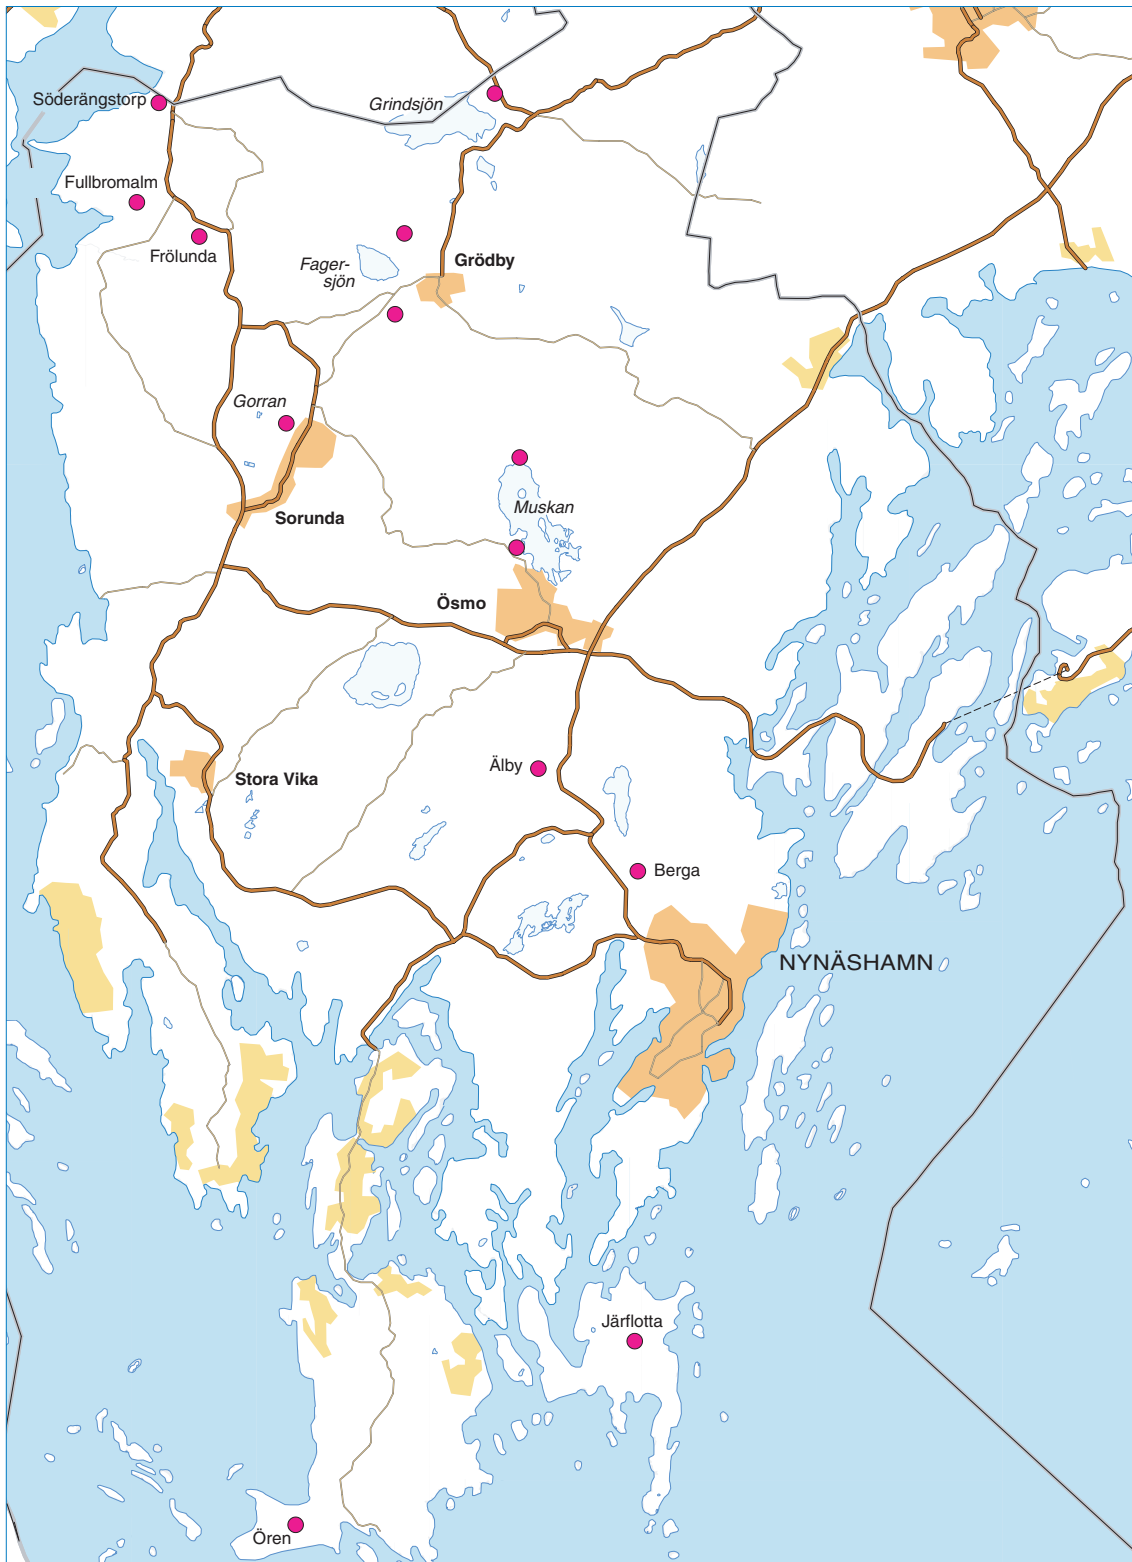 Söderängstorp
Grindsjön
Fullbromalm
Frölunda
Fager-
sjön
Grödby
Gorran
Sorunda
Muskan
Ösmo
Älby
Stora Vika
Berga
NYNÄSHAMN
Järflotta
Ören